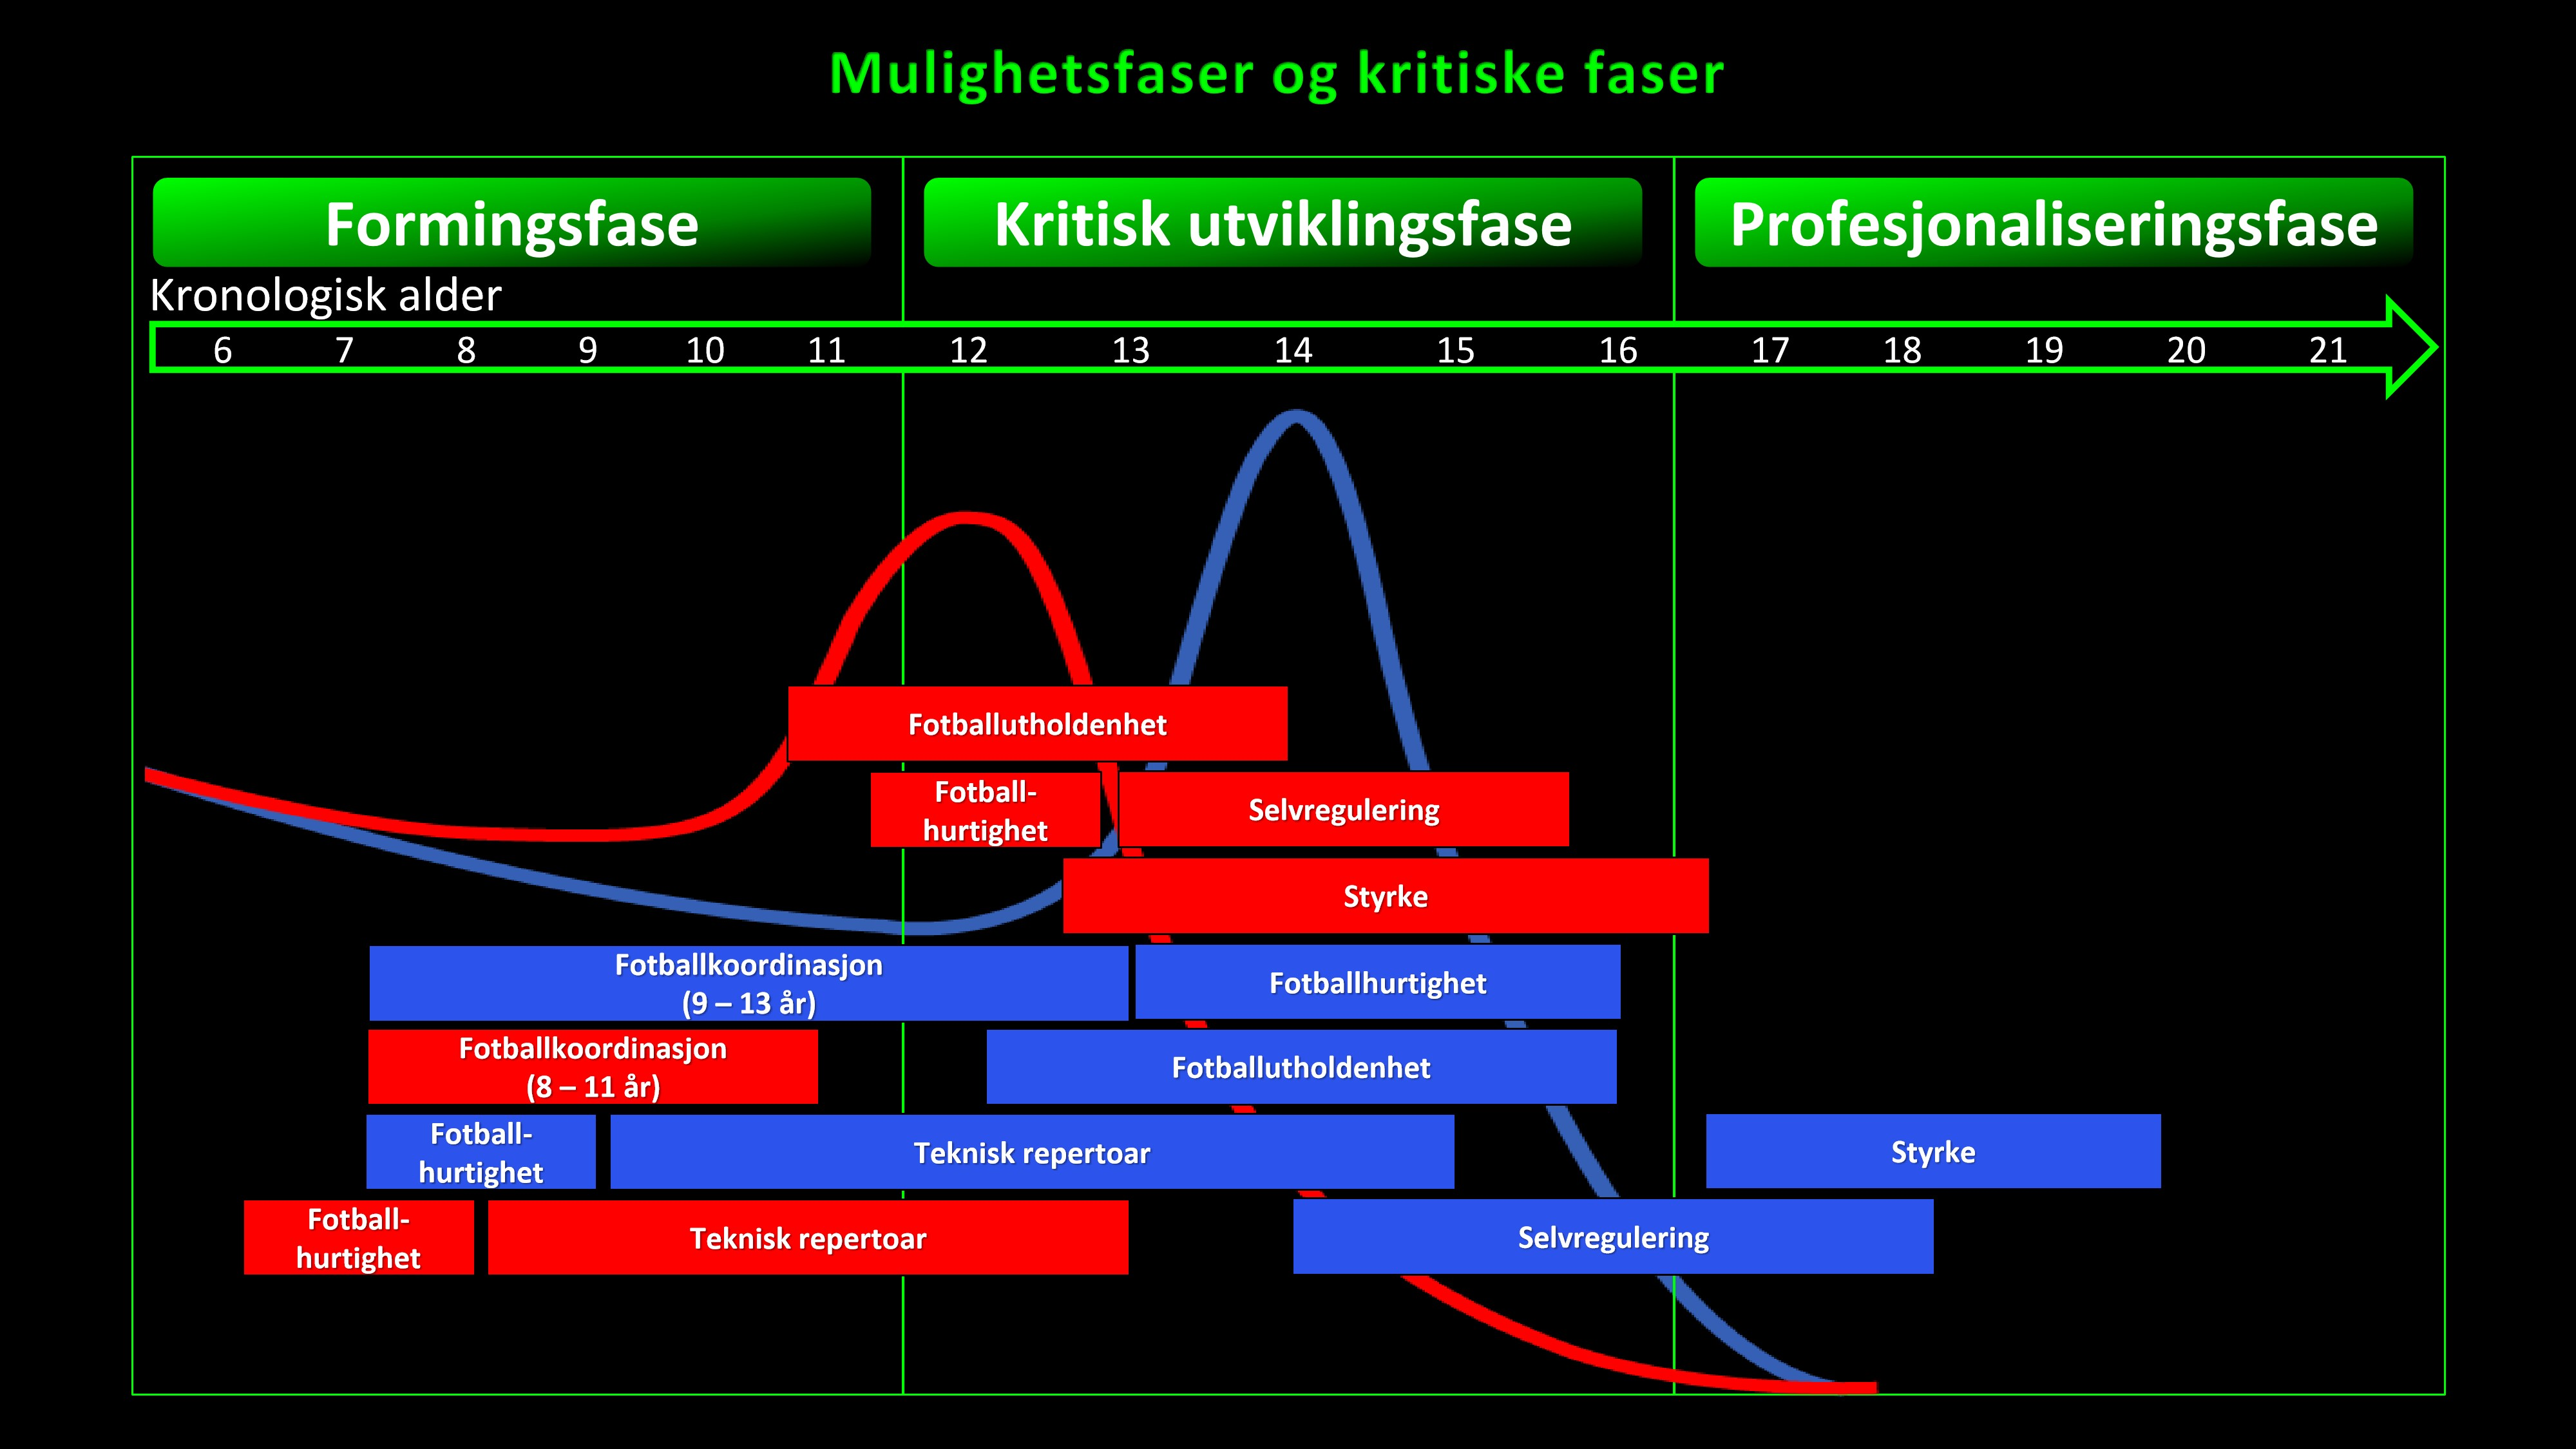 Mulighetsfaser og kritiske faser
Formingsfase
Kritisk utviklingsfase
Profesjonaliseringsfase
Kronologisk alder
6 7 8 9 10 11 12 13 14 15 16 17 18 19 20 21
Fotballutholdenhet
Fotball-
hurtighet
Selvregulering
Styrke
Fotballkoordinasjon
(9 – 13 år)
Fotballhurtighet
Fotballkoordinasjon
(8 – 11 år)
Fotballutholdenhet
Fotball-
hurtighet
Teknisk repertoar
Styrke
Fotball-
hurtighet
Teknisk repertoar
Selvregulering